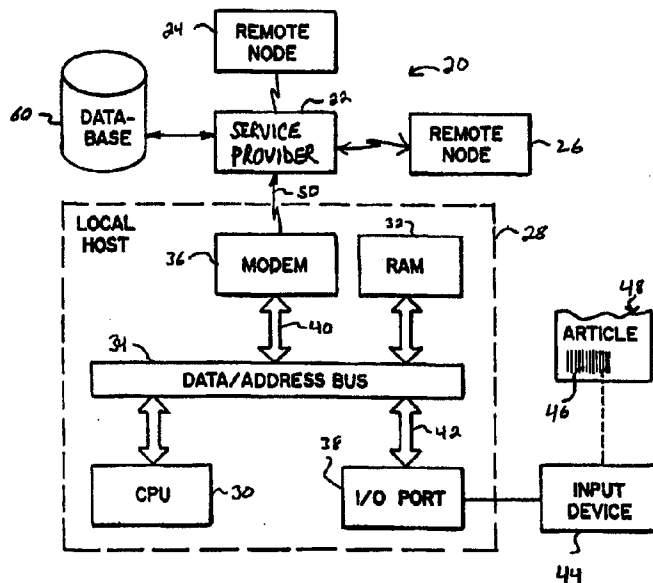 24
REMOTE
NODE
20
60
DATA-
BASE
22
SERVICE
PROVIDER
REMOTE
NODE
26
50
LOCAL
HOST
28
36
MODEM
32
RAM
40
48
ARTICLE
46
34
DATA/ADDRESS BUS
42
CPU
30
38
I/O PORT
INPUT
DEVICE
44